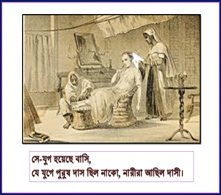 সে-যুগ হয়েছে বাসি,
যে যুগে পুরুষ দাস ছিল নাকো, নারীরা আছিল দাসী।